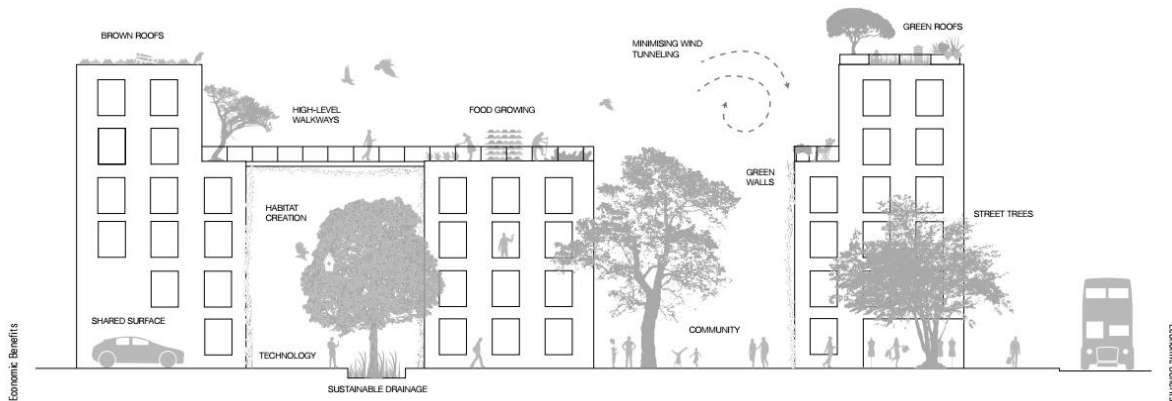 BROWN ROOFS
GREEN ROOFS
MINIMISING WIND
TUNNELING
HIGH-LEVEL
WALKWAYS
FOOD GROWING
GREEN
WALLS
HABITAT
CREATION
STREET TREES
SHARED SURFACE
COMMUNITY
TECHNOLOGY
SUSTAINABLE DRAINAGE
Economic Benefits